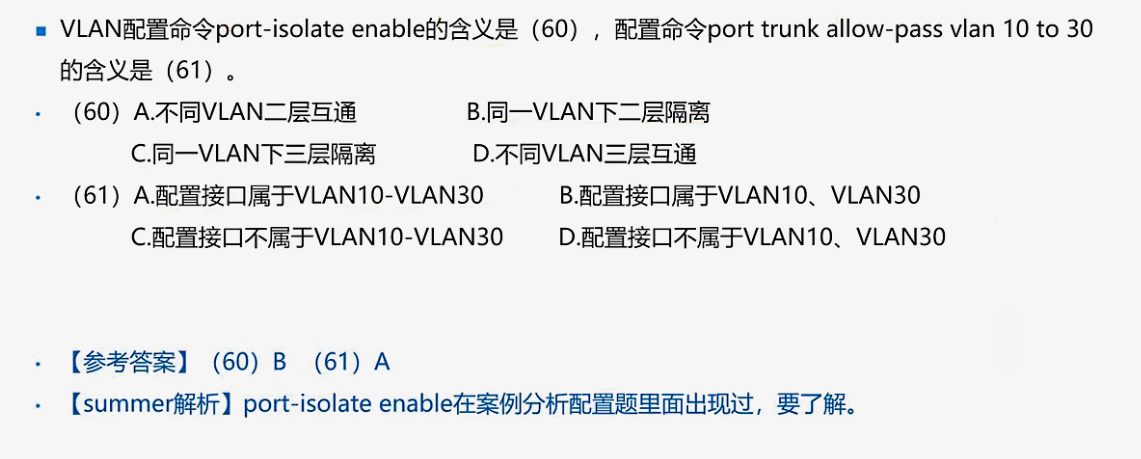 VLAN配置命令port-isolate enable的含义是（60），配置命令port trunk allow-pass vlan 10 to 30
的含义是（61）。
（60）A.不同VLAN二层互通 B.同一VLAN下二层隔离
C.同一VLAN下三层隔离 D.不同VLAN三层互通
（61）A.配置接口属于VLAN10-VLAN30 B.配置接口属于VLAN10、VLAN30
C.配置接口不属于VLAN10-VLAN30 D.配置接口不属于VLAN10、VLAN30
【参考答案】（60）B （61）A
【summer解析】port-isolate enable在案例分析配置题里面出现过，要了解。